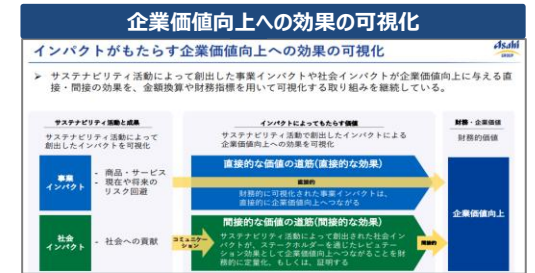 企業価値向上への効果の可視化
インパクトがもたらす企業価値向上への効果の可視化
Asahi
GROUP
➢ サステナビリティ活動によって創出した事業インパクトや社会インパクトが企業価値向上に与える直
接・間接の効果を、金額換算や財務指標を用いて可視化する取り組みを継続している。
サステナビリティ活動と成果
サステナビリティ活動によって
創出したインパクトを可視化
インパクトによってもたらす価値
サステナビリティ活動で創出したインパクトによる
企業価値向上への効果を可視化
財務・企業価値
財務的価値
事業
インパクト
- 商品・サービス
- 現在や将来の
リスク回避
直接的な価値の道筋(直接的な効果)
直接的
財務的に可視化された事業インパクトは、
直接的に企業価値向上へつながる
企業価値向上
社会
インパクト
- 社会への貢献
コミュニケー
ション
間接的な価値の道筋(間接的な効果)
サステナビリティ活動によって創出された社会イン
パクトが、ステークホルダーを通じたレピュテー
ション効果として企業価値向上へつながることを財
務的に定量化、もしくは、証明する
間接的